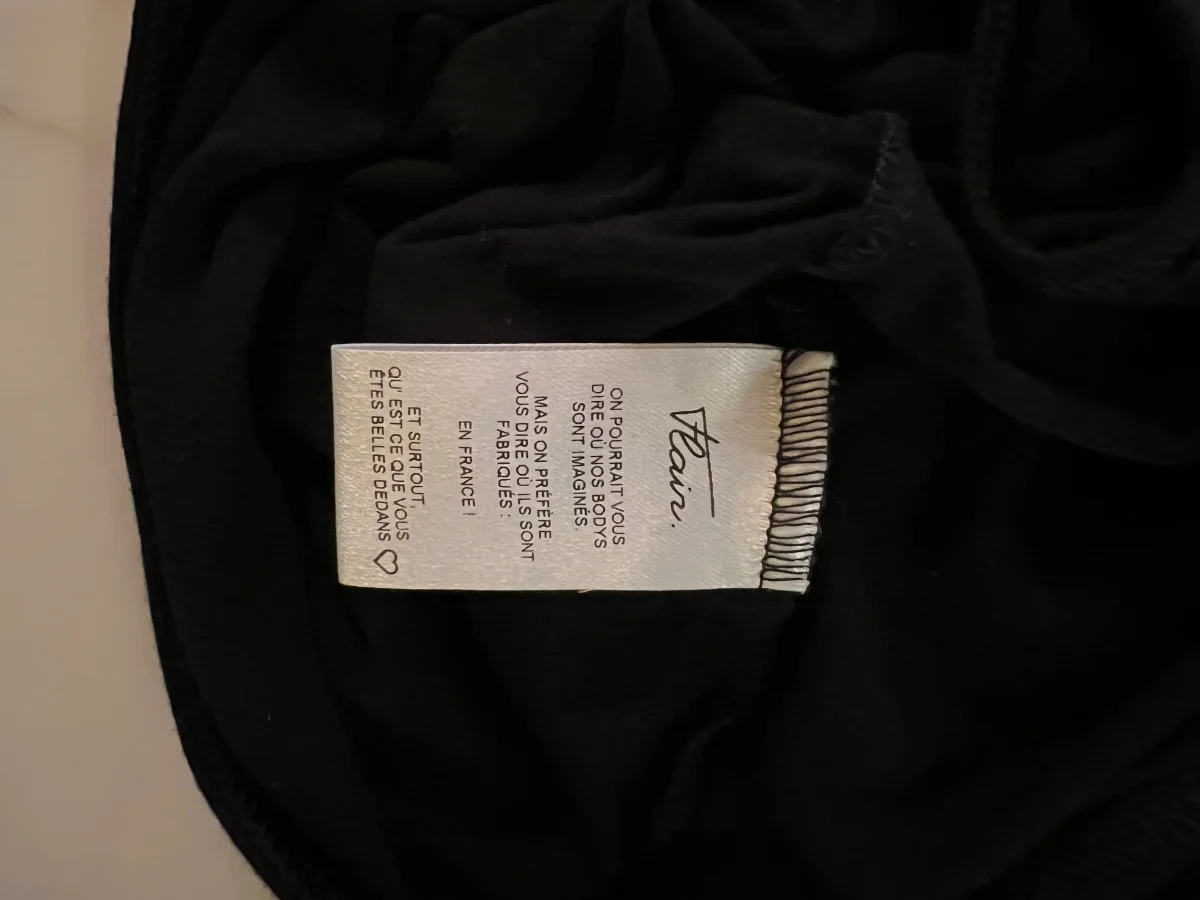 Flair.
ON POURRAIT VOUS
DIRE OÙ NOS BODYS
SONT IMAGINÉS.
MAIS ON PRÉFÈRE
VOUS DIRE OÙ ILS SONT
FABRIQUÉS :
EN FRANCE !
ET SURTOUT,
QU' EST CE QUE VOUS
ÊTES BELLES DEDANS ♡